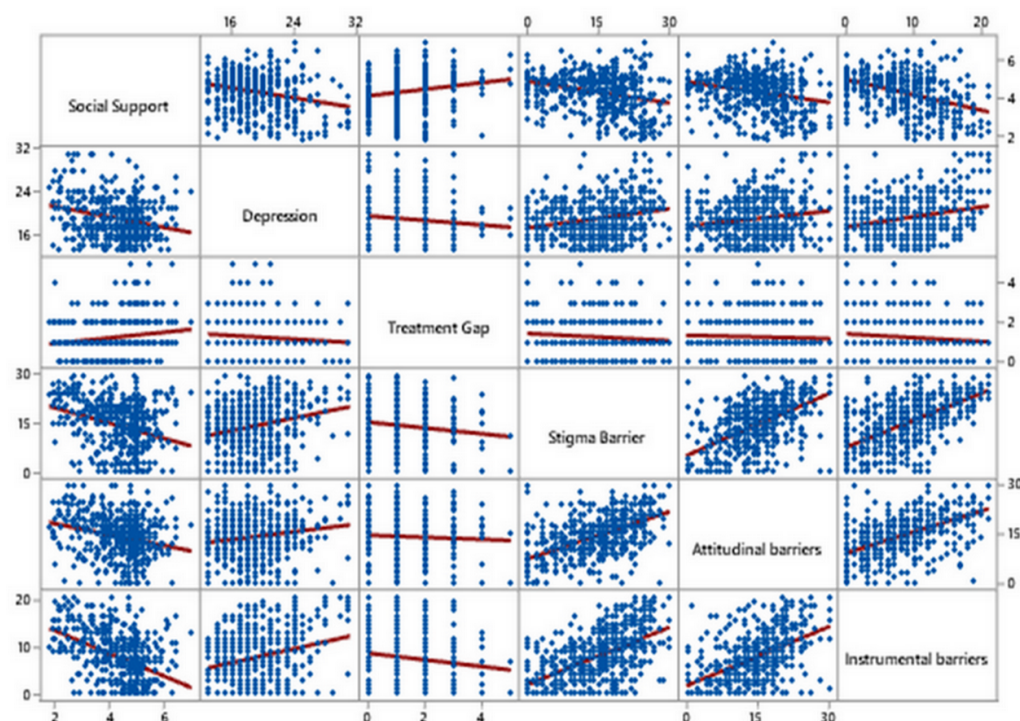 16 24 32 0 15 30 0 10 20
Social Support
6
4
2
32
24
16
Depression
Treatment Gap
4
2
0
30
15
0
Stigma Barrier
Attitudinal barriers
30
15
0
20
10
0
Instrumental barriers
2 4 6 0 2 4 0 15 30